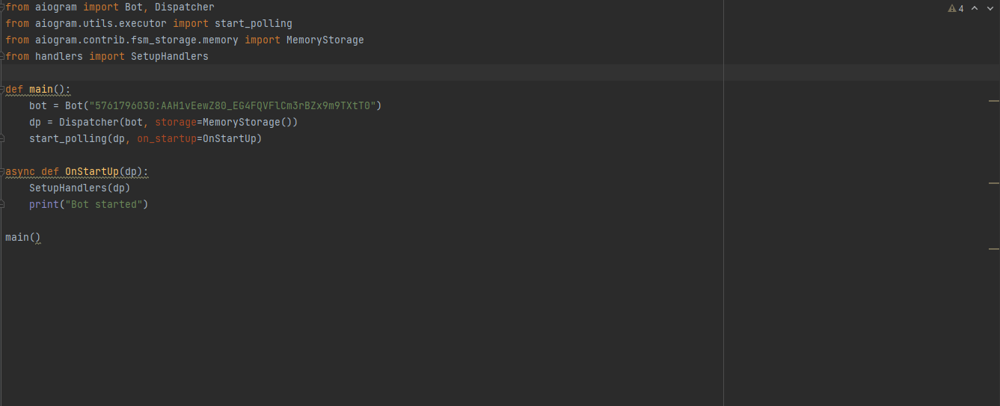 from aiogram import Bot, Dispatcher
from aiogram.utils.executor import start_polling
from aiogram.contrib.fsm_storage.memory import MemoryStorage
from handlers import SetupHandlers
def main():
bot = Bot("5761796030:AAH1vEewZ80_EG4FQVFlCm3rBZx9m9TXtT0")
dp = Dispatcher(bot, storage=MemoryStorage())
start_polling(dp, on_startup=OnStartUp)
async def OnStartUp(dp):
SetupHandlers(dp)
print("Bot started")
main()
4